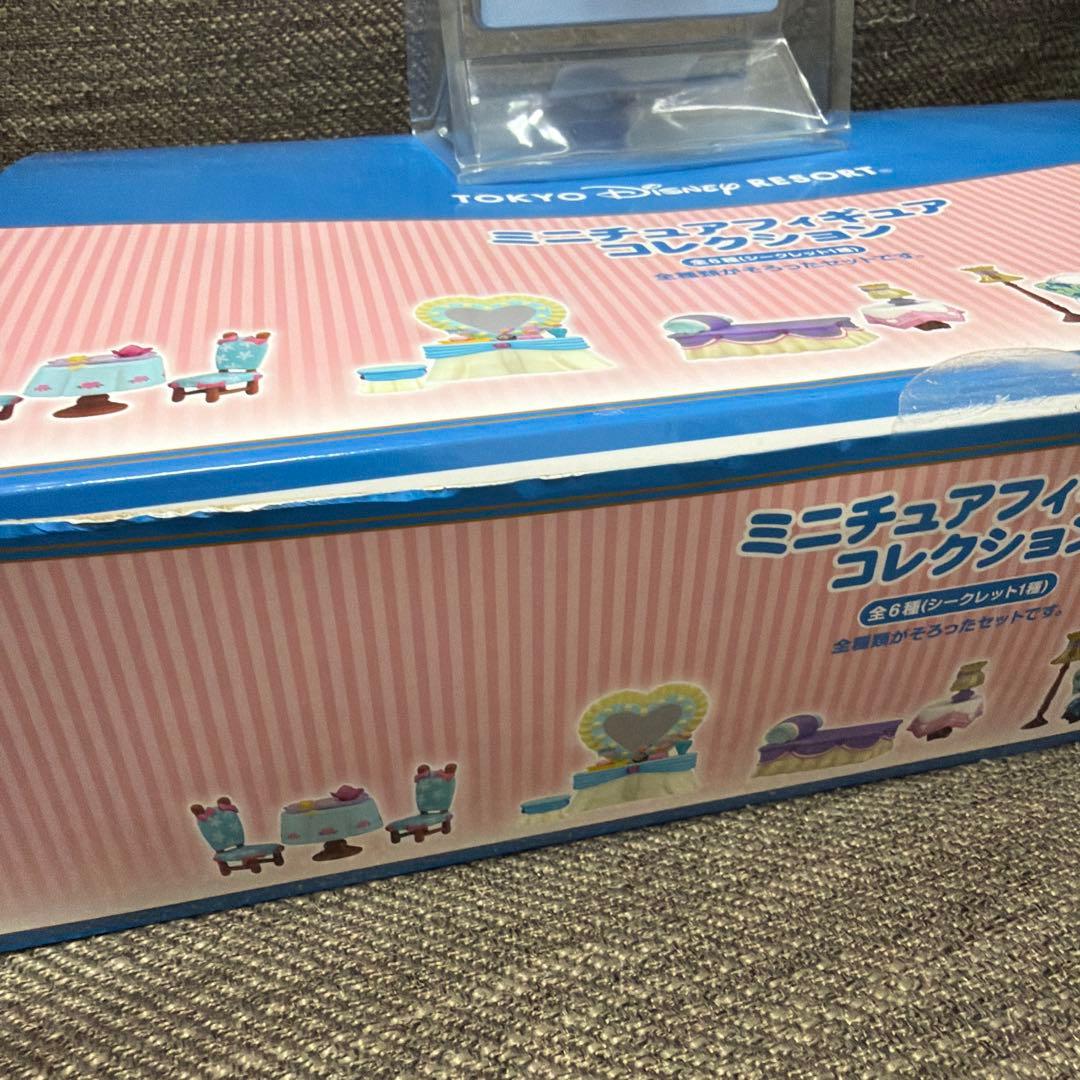 TOKYO Disney RESORT®
ミニチュアフィギュア
コレクション
全6種(シークレット1種)
全種類がそろったセットです。
ミニチュアフィギ
コレクション
全6種(シークレット1種)
全種類がそろったセットです。